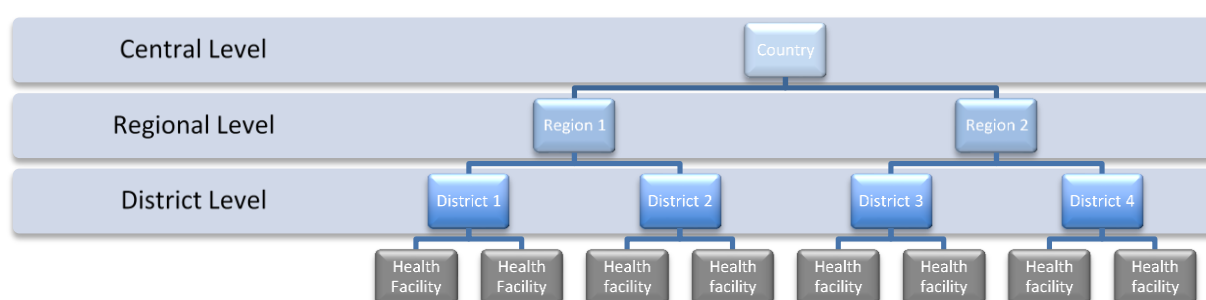 Central Level
Country
Regional Level
Region 1
Region 2
District Level
District 1
District 2
District 3
District 4
Health
Facility
Health
Facility
Health
facility
Health
facility
Health
facility
Health
facility
Health
facility
Health
facility